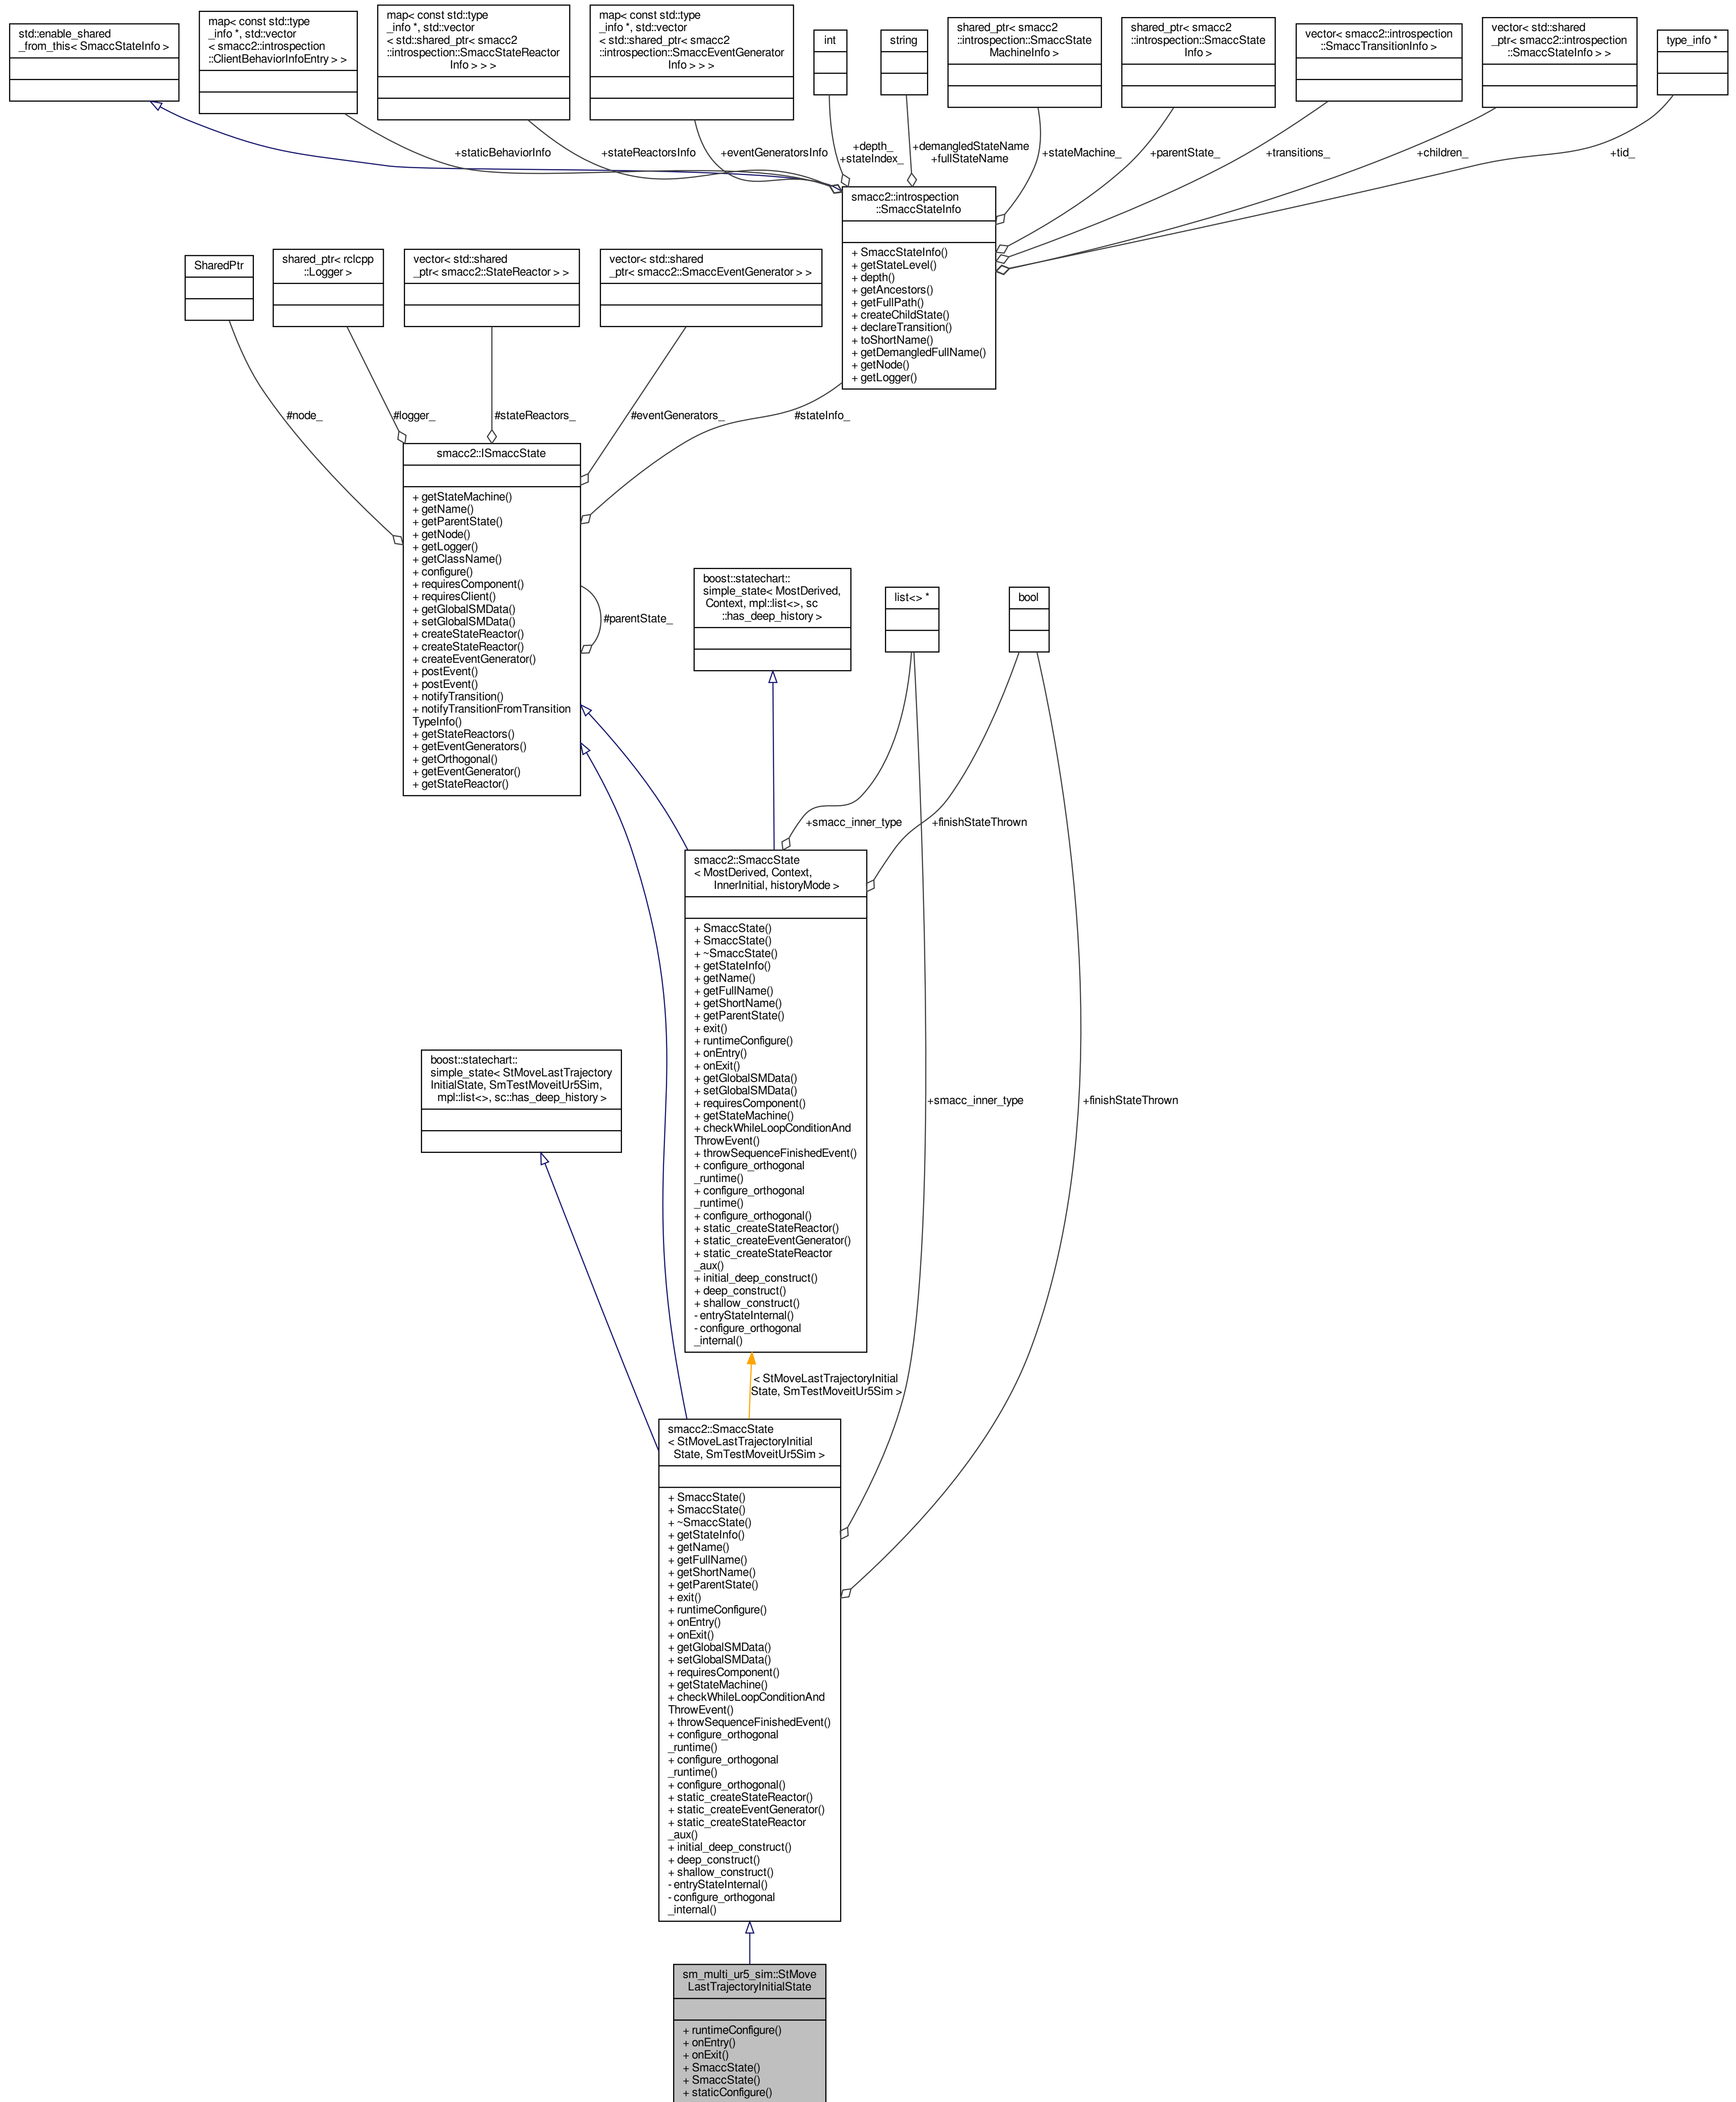 std::enable_shared
_from_this< SmaccStateInfo >
map< const std::type
_info *, std::vector
< smacc2::introspection
::ClientBehaviorInfoEntry > >
map< const std::type
_info *, std::vector
< std::shared_ptr< smacc2
::introspection::SmaccStateReactor
Info > > >
map< const std::type
_info *, std::vector
< std::shared_ptr< smacc2
::introspection::SmaccEventGenerator
Info > > >
int
string
shared_ptr< smacc2
::introspection::SmaccState
MachineInfo >
shared_ptr< smacc2
::introspection::SmaccState
Info >
vector< smacc2::introspection
::SmaccTransitionInfo >
vector< std::shared
_ptr< smacc2::introspection
::SmaccStateInfo > >
type_info *
+staticBehaviorInfo
+stateReactorsInfo
+eventGeneratorsInfo
+depth_
+stateIndex_
+demangledStateName
+fullStateName
+stateMachine_
+parentState_
+transitions_
+children_
+tid_
smacc2::introspection
::SmaccStateInfo
+ SmaccStateInfo()
+ getStateLevel()
+ depth()
+ getAncestors()
+ getFullPath()
+ createChildState()
+ declareTransition()
+ toShortName()
+ getDemangledFullName()
+ getNode()
+ getLogger()
SharedPtr
shared_ptr< rclcpp
::Logger >
vector< std::shared
_ptr< smacc2::StateReactor > >
vector< std::shared
_ptr< smacc2::SmaccEventGenerator > >
#node_
#logger_
#stateReactors_
#eventGenerators_
#stateInfo_
smacc2::ISmaccState
+ getStateMachine()
+ getName()
+ getParentState()
+ getNode()
+ getLogger()
+ getClassName()
+ configure()
+ requiresComponent()
+ requiresClient()
+ getGlobalSMData()
+ setGlobalSMData()
+ createStateReactor()
+ createStateReactor()
+ createEventGenerator()
+ postEvent()
+ postEvent()
+ notifyTransition()
+ notifyTransitionFromTransition
TypeInfo()
+ getStateReactors()
+ getEventGenerators()
+ getOrthogonal()
+ getEventGenerator()
+ getStateReactor()
#parentState_
boost::statechart::
simple_state< MostDerived,
Context, mpl::list<>, sc
::has_deep_history >
list<> *
bool
+smacc_inner_type
+finishStateThrown
smacc2::SmaccState
< MostDerived, Context,
InnerInitial, historyMode >
+ SmaccState()
+ SmaccState()
+ ~SmaccState()
+ getStateInfo()
+ getName()
+ getFullName()
+ getShortName()
+ getParentState()
+ exit()
+ runtimeConfigure()
+ onEntry()
+ onExit()
+ getGlobalSMData()
+ setGlobalSMData()
+ requiresComponent()
+ getStateMachine()
+ checkWhileLoopConditionAnd
ThrowEvent()
+ throwSequenceFinishedEvent()
+ configure_orthogonal
_runtime()
+ configure_orthogonal
_runtime()
+ configure_orthogonal()
+ static_createStateReactor()
+ static_createEventGenerator()
+ static_createStateReactor
_aux()
+ initial_deep_construct()
+ deep_construct()
+ shallow_construct()
- entryStateInternal()
- configure_orthogonal
_internal()
boost::statechart::
simple_state< StMoveLastTrajectory
InitialState, SmTestMoveitUr5Sim,
mpl::list<>, sc::has_deep_history >
+smacc_inner_type
+finishStateThrown
< StMoveLastTrajectoryInitial
State, SmTestMoveitUr5Sim >
smacc2::SmaccState
< StMoveLastTrajectoryInitial
State, SmTestMoveitUr5Sim >
+ SmaccState()
+ SmaccState()
+ ~SmaccState()
+ getStateInfo()
+ getName()
+ getFullName()
+ getShortName()
+ getParentState()
+ exit()
+ runtimeConfigure()
+ onEntry()
+ onExit()
+ getGlobalSMData()
+ setGlobalSMData()
+ requiresComponent()
+ getStateMachine()
+ checkWhileLoopConditionAnd
ThrowEvent()
+ throwSequenceFinishedEvent()
+ configure_orthogonal
_runtime()
+ configure_orthogonal
_runtime()
+ configure_orthogonal()
+ static_createStateReactor()
+ static_createEventGenerator()
+ static_createStateReactor
_aux()
+ initial_deep_construct()
+ deep_construct()
+ shallow_construct()
- entryStateInternal()
- configure_orthogonal
_internal()
sm_multi_ur5_sim::StMove
LastTrajectoryInitialState
+ runtimeConfigure()
+ onEntry()
+ onExit()
+ SmaccState()
+ SmaccState()
+ staticConfigure()